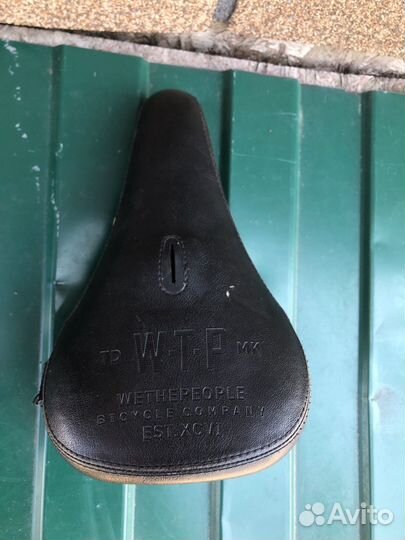 TD W.T.P MK
WETHEPEOPLE
BICYCLE COMPANY
EST. XCVI
Avito